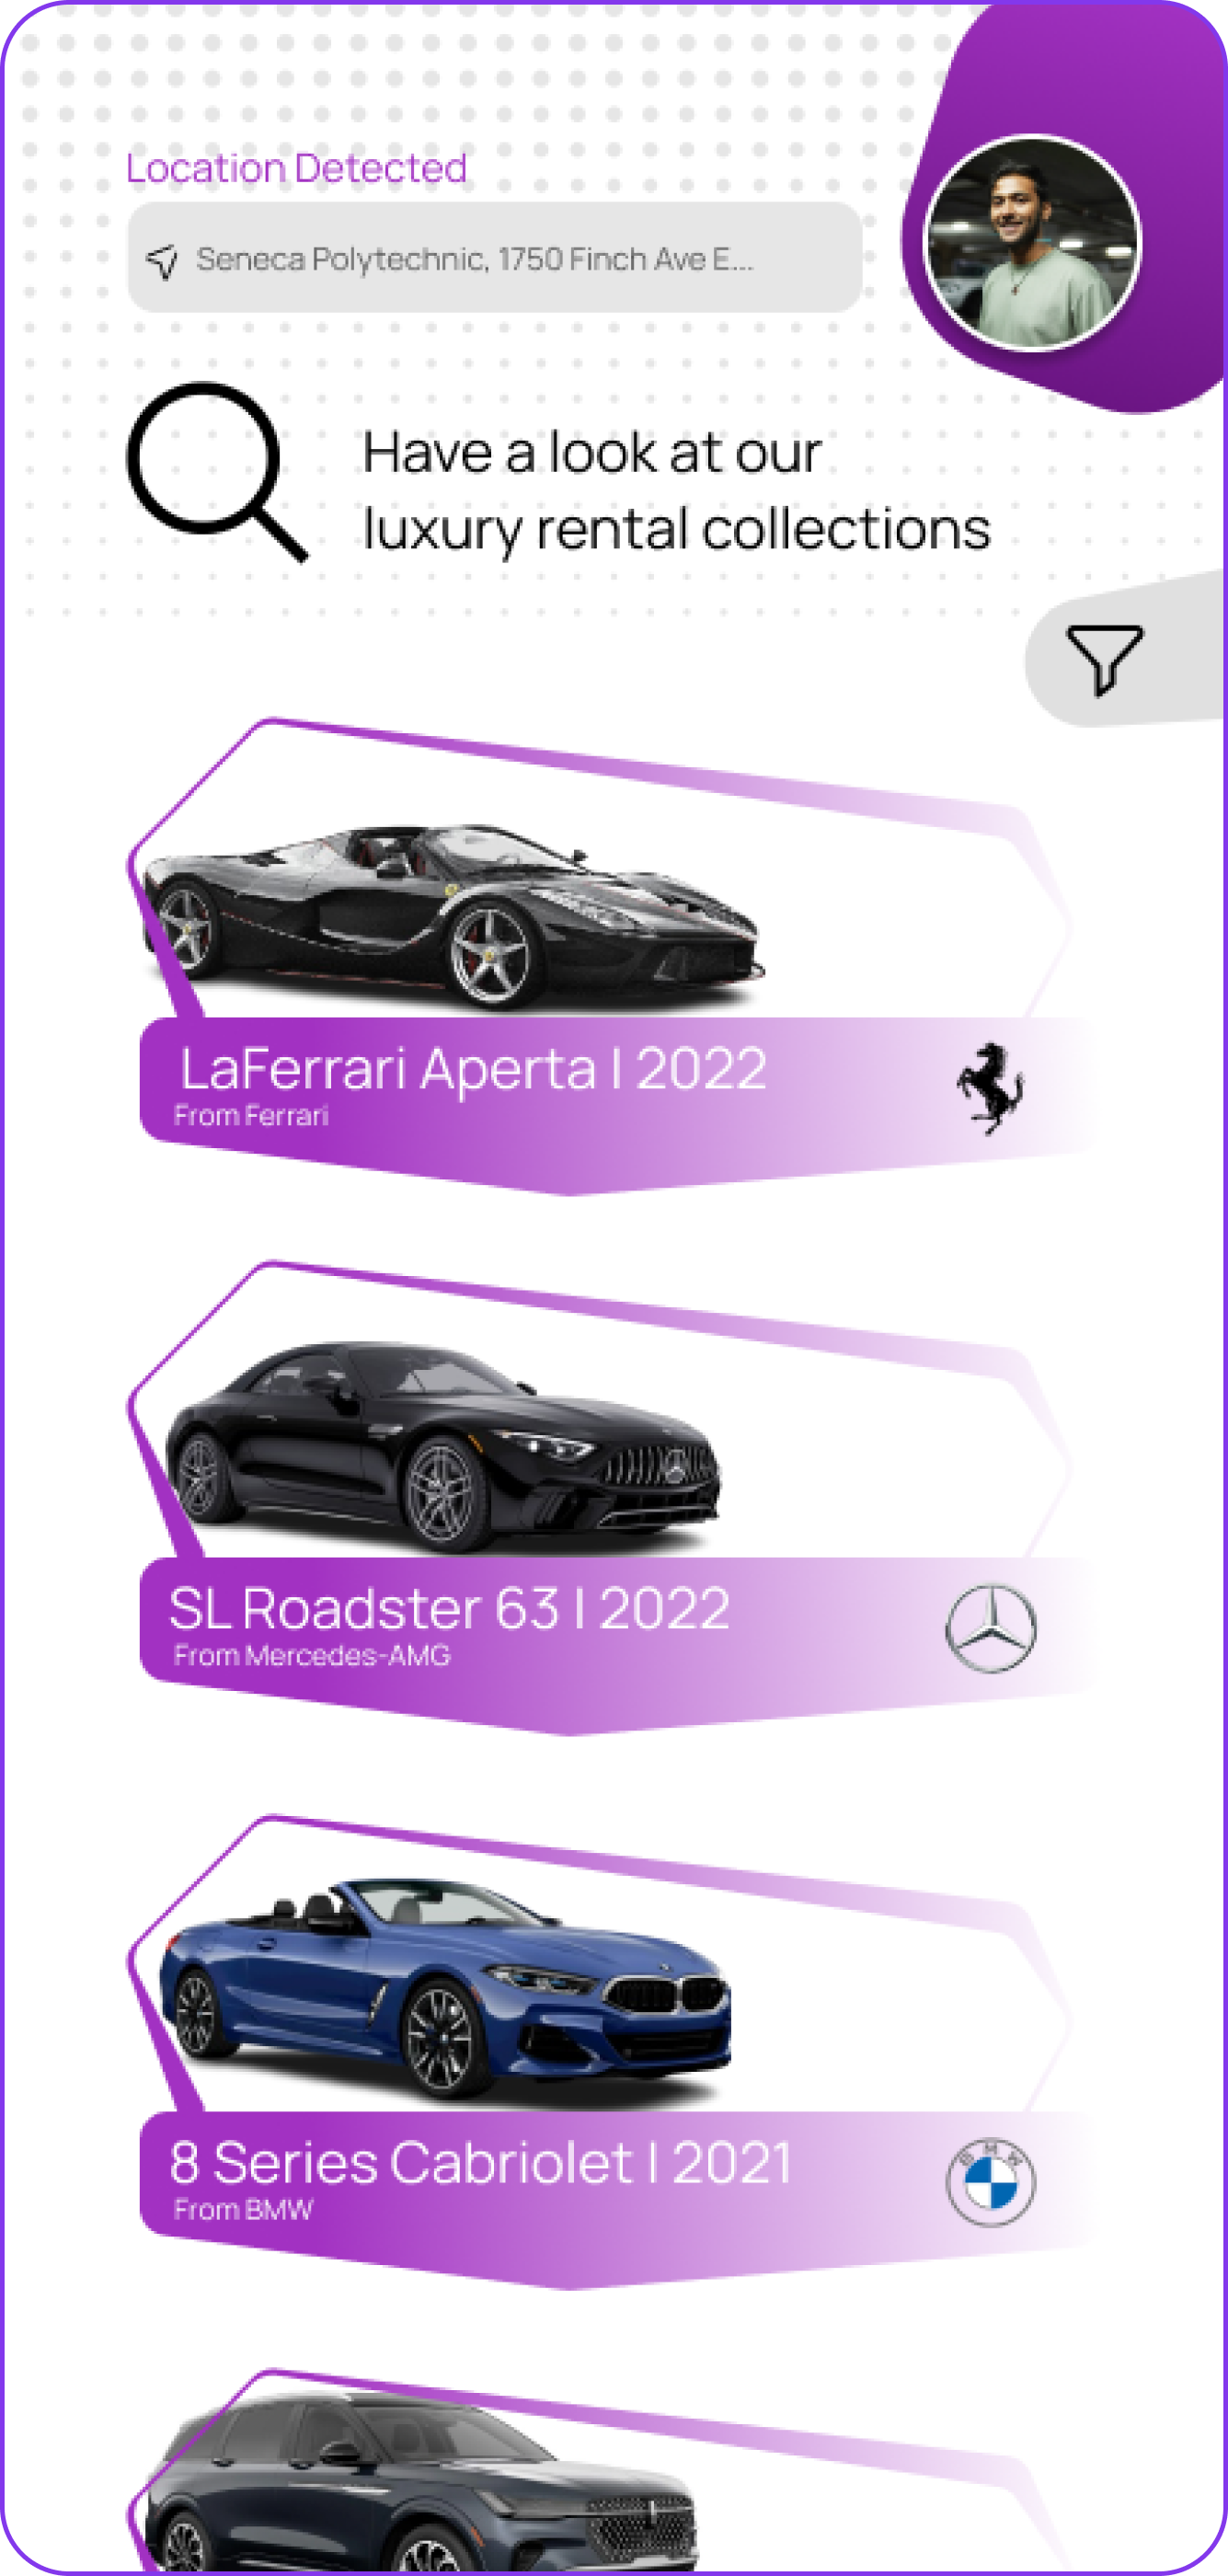 Location Detected
Seneca Polytechnic, 1750 Finch Ave E...
Have a look at our
luxury rental collections
LaFerrari Aperta | 2022
From Ferrari
SL Roadster 63 | 2022
From Mercedes-AMG
8 Series Cabriolet | 2021
From BMW
BMW